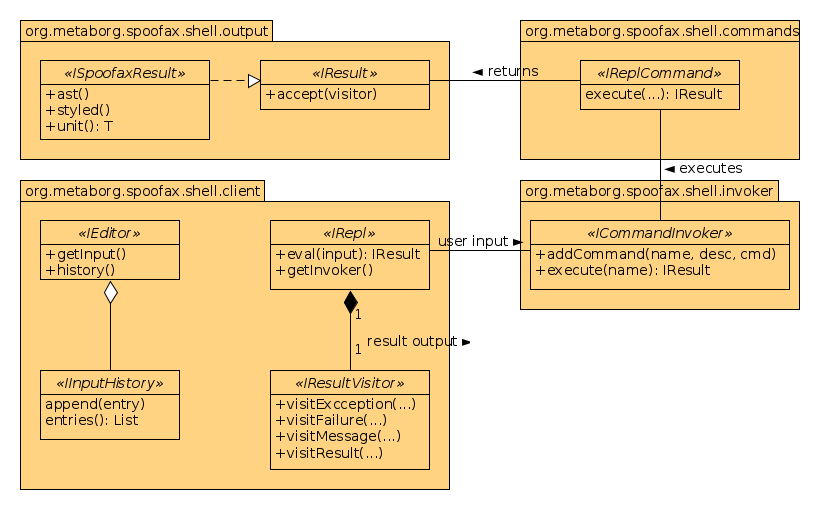 org.metaborg.spoofax.shell.output
«ISpoofaxResult»
+ast()
+styled()
+unit(): T
«IResult»
+accept(visitor)
◄ returns
org.metaborg.spoofax.shell.commands
«IReplCommand»
execute(...): IResult
◄ executes
org.metaborg.spoofax.shell.client
«IEditor»
+getInput()
+history()
«IRepl»
+eval(input): IResult
+getInvoker()
user input ►
org.metaborg.spoofax.shell.invoker
«ICommandInvoker»
+addCommand(name, desc, cmd)
+execute(name): IResult
1
1
result output ►
«IInputHistory»
append(entry)
entries(): List
«IResultVisitor»
+visitExcception(...)
+visitFailure(...)
+visitMessage(...)
+visitResult(...)